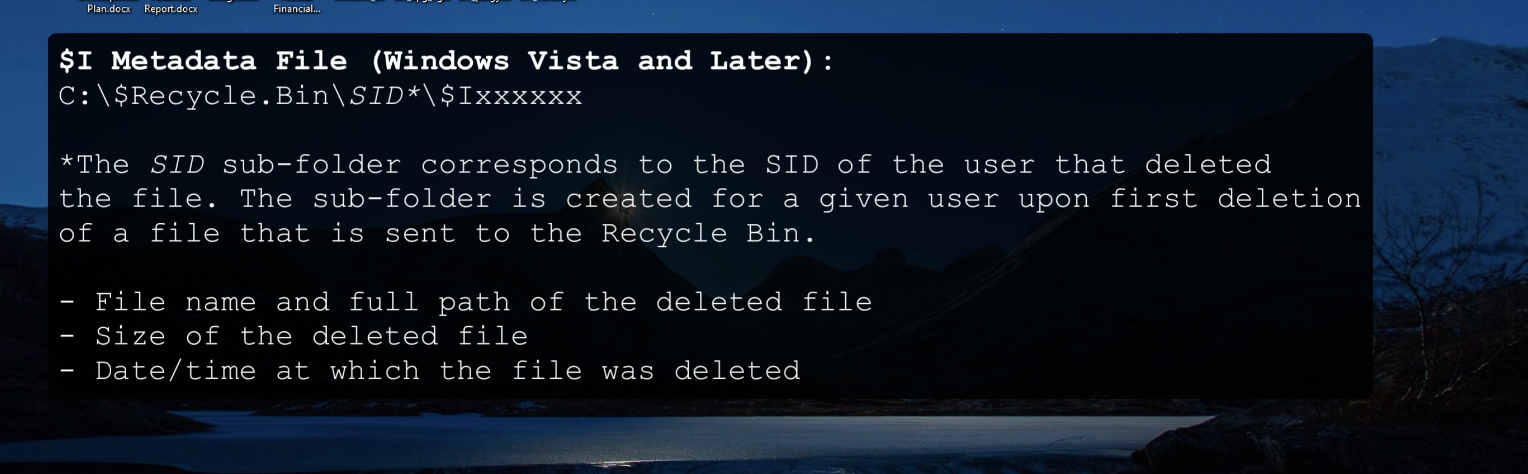 Plan.docx Report.docx Financial...
$I Metadata File (Windows Vista and Later):
C:\$Recycle.Bin\SID*\$Ixxxxxx
*The SID sub-folder corresponds to the SID of the user that deleted
the file. The sub-folder is created for a given user upon first deletion
of a file that is sent to the Recycle Bin.
- File name and full path of the deleted file
- Size of the deleted file
- Date/time at which the file was deleted